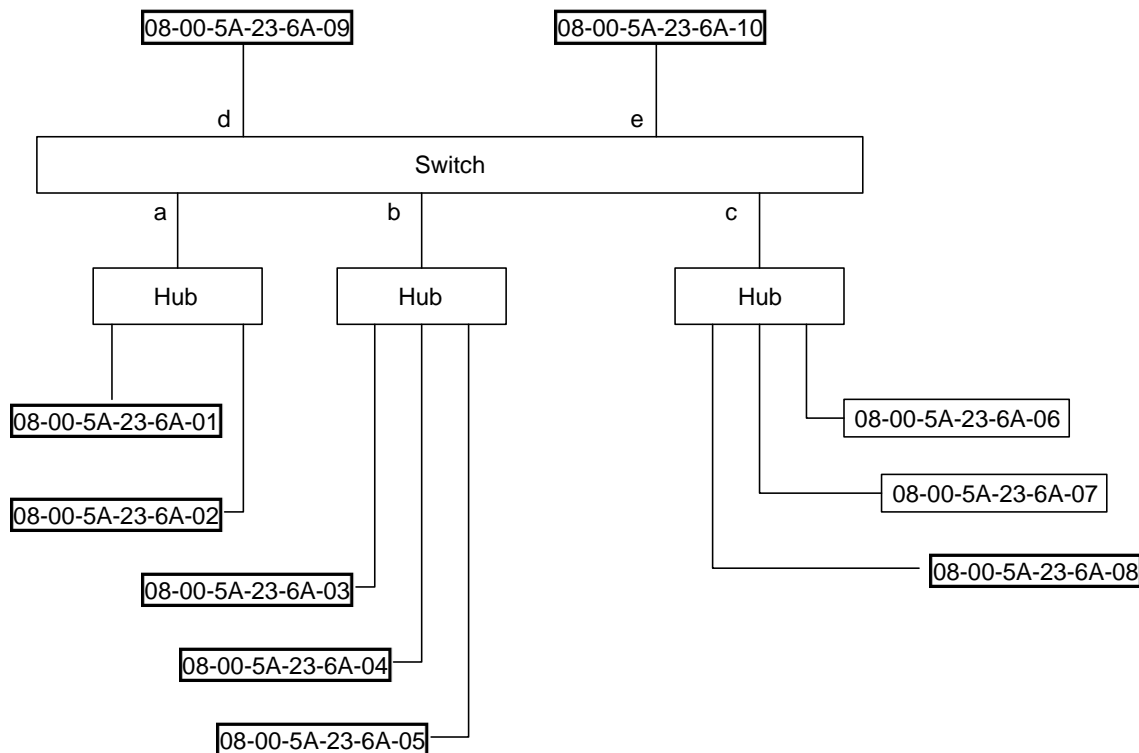 08-00-5A-23-6A-09
08-00-5A-23-6A-10
d
e
Switch
a
b
c
Hub
Hub
Hub
08-00-5A-23-6A-01
08-00-5A-23-6A-06
08-00-5A-23-6A-07
08-00-5A-23-6A-02
08-00-5A-23-6A-08
08-00-5A-23-6A-03
08-00-5A-23-6A-04
08-00-5A-23-6A-05